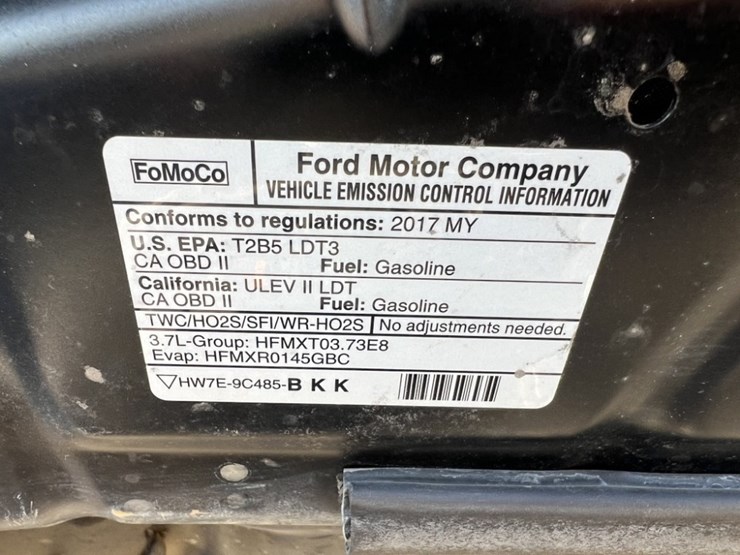 FoMoCo
Ford Motor Company
VEHICLE EMISSION CONTROL INFORMATION
Conforms to regulations: 2017 MY
U.S. EPA: T2B5 LDT3
CA OBD II Fuel: Gasoline
California: ULEV II LDT
CA OBD II Fuel: Gasoline
TWC/HO2S/SFI/WR-HO2S No adjustments needed.
3.7L-Group: HFMXT03.73E8
Evap: HFMXR0145GBC
HW7E-9C485-B K K